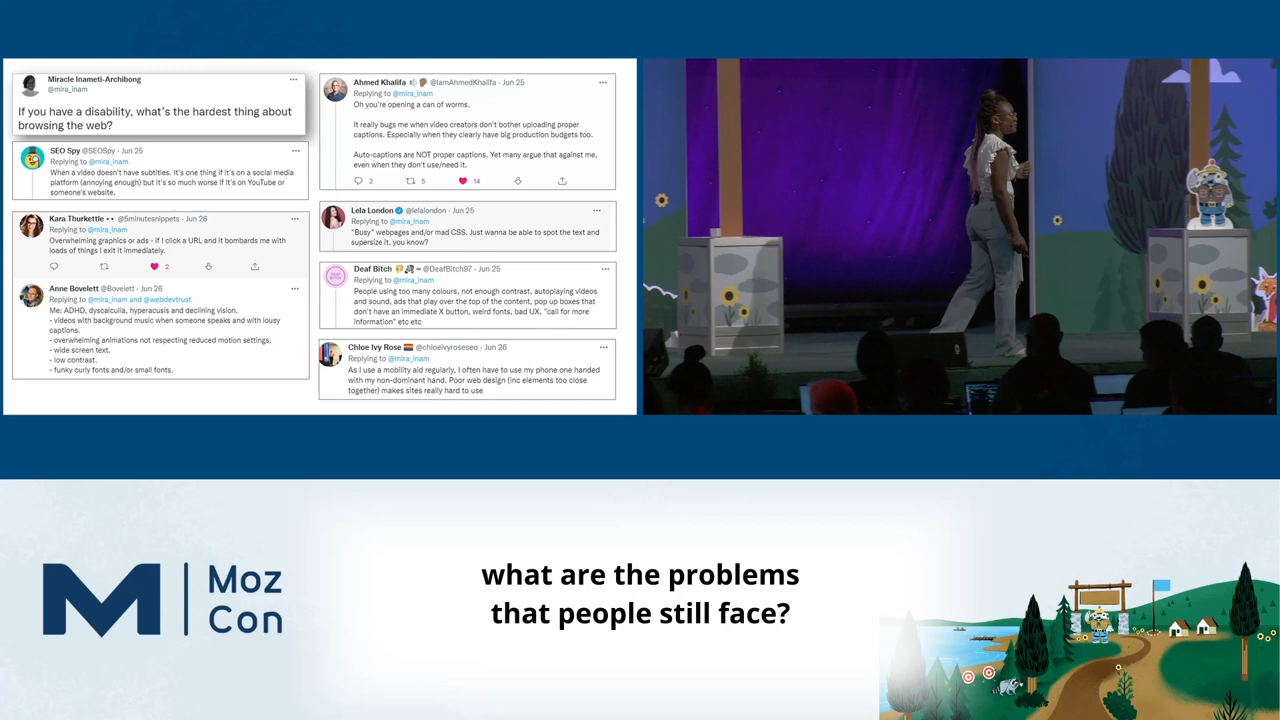 Miracle Inameti-Archibong
@mira_inam
If you have a disability, what's the hardest thing about
browsing the web?
SEO Spy @SEOSpy · Jun 25
Replying to @mira_inam
When a video doesn't have subtitles. It's one thing if it's on a social media
platform (annoying enough) but it's so much worse if it's on YouTube or
someone's website.
Kara Thurkettle @5minutesnippets · Jun 26
Replying to @mira_inam
Overwhelming graphics or ads - if I click a URL and it bombards me with
loads of things I exit it immediately.
2
Anne Bovelett @Bovelett · Jun 26
Replying to @mira_inam and @webdevtrust
Me: ADHD, dyscalculia, hyperacusis and declining vision.
- videos with background music when someone speaks and with lousy
captions.
- overwhelming animations not respecting reduced motion settings.
- wide screen text.
- low contrast.
- funky curly fonts and/or small fonts.
Ahmed Khalifa @IamAhmedKhalifa · Jun 25
Replying to @mira_inam
Oh you're opening a can of worms.
It really bugs me when video creators don't bother uploading proper
captions. Especially when they clearly have big production budgets too.
Auto-captions are NOT proper captions. Yet many argue that against me,
even when they don't use/need it.
2 5 14
Lela London @lelalondon · Jun 25
Replying to @mira_inam
"Busy" webpages and/or mad CSS. Just wanna be able to spot the text and
supersize it, you know?
Deaf Bitch @DeafB1tch97 · Jun 25
Replying to @mira_inam
People using too many colours, not enough contrast, autoplaying videos
and sound, ads that play over the top of the content, pop up boxes that
don't have an immediate X button, weird fonts, bad UX, "call for more
information" etc etc
Chloe Ivy Rose @chloeivyroseseo · Jun 26
Replying to @mira_inam
As I use a mobility aid regularly, I often have to use my phone one handed
with my non-dominant hand. Poor web design (inc elements too close
together) makes sites really hard to use
what are the problems
that people still face?
Moz
Con